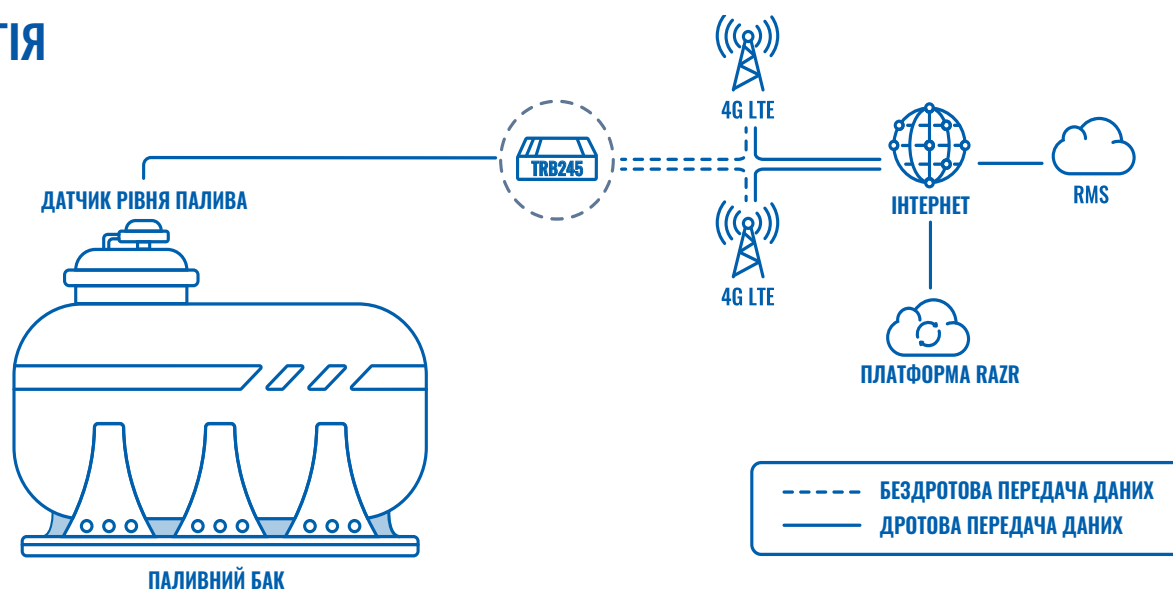 ГІЯ
4G LTE
TRB245
ДАТЧИК РІВНЯ ПАЛИВА
ІНТЕРНЕТ
RMS
4G LTE
ПЛАТФОРМА RAZR
БЕЗДРОТОВА ПЕРЕДАЧА ДАНИХ
ДРОТОВА ПЕРЕДАЧА ДАНИХ
ПАЛИВНИЙ БАК